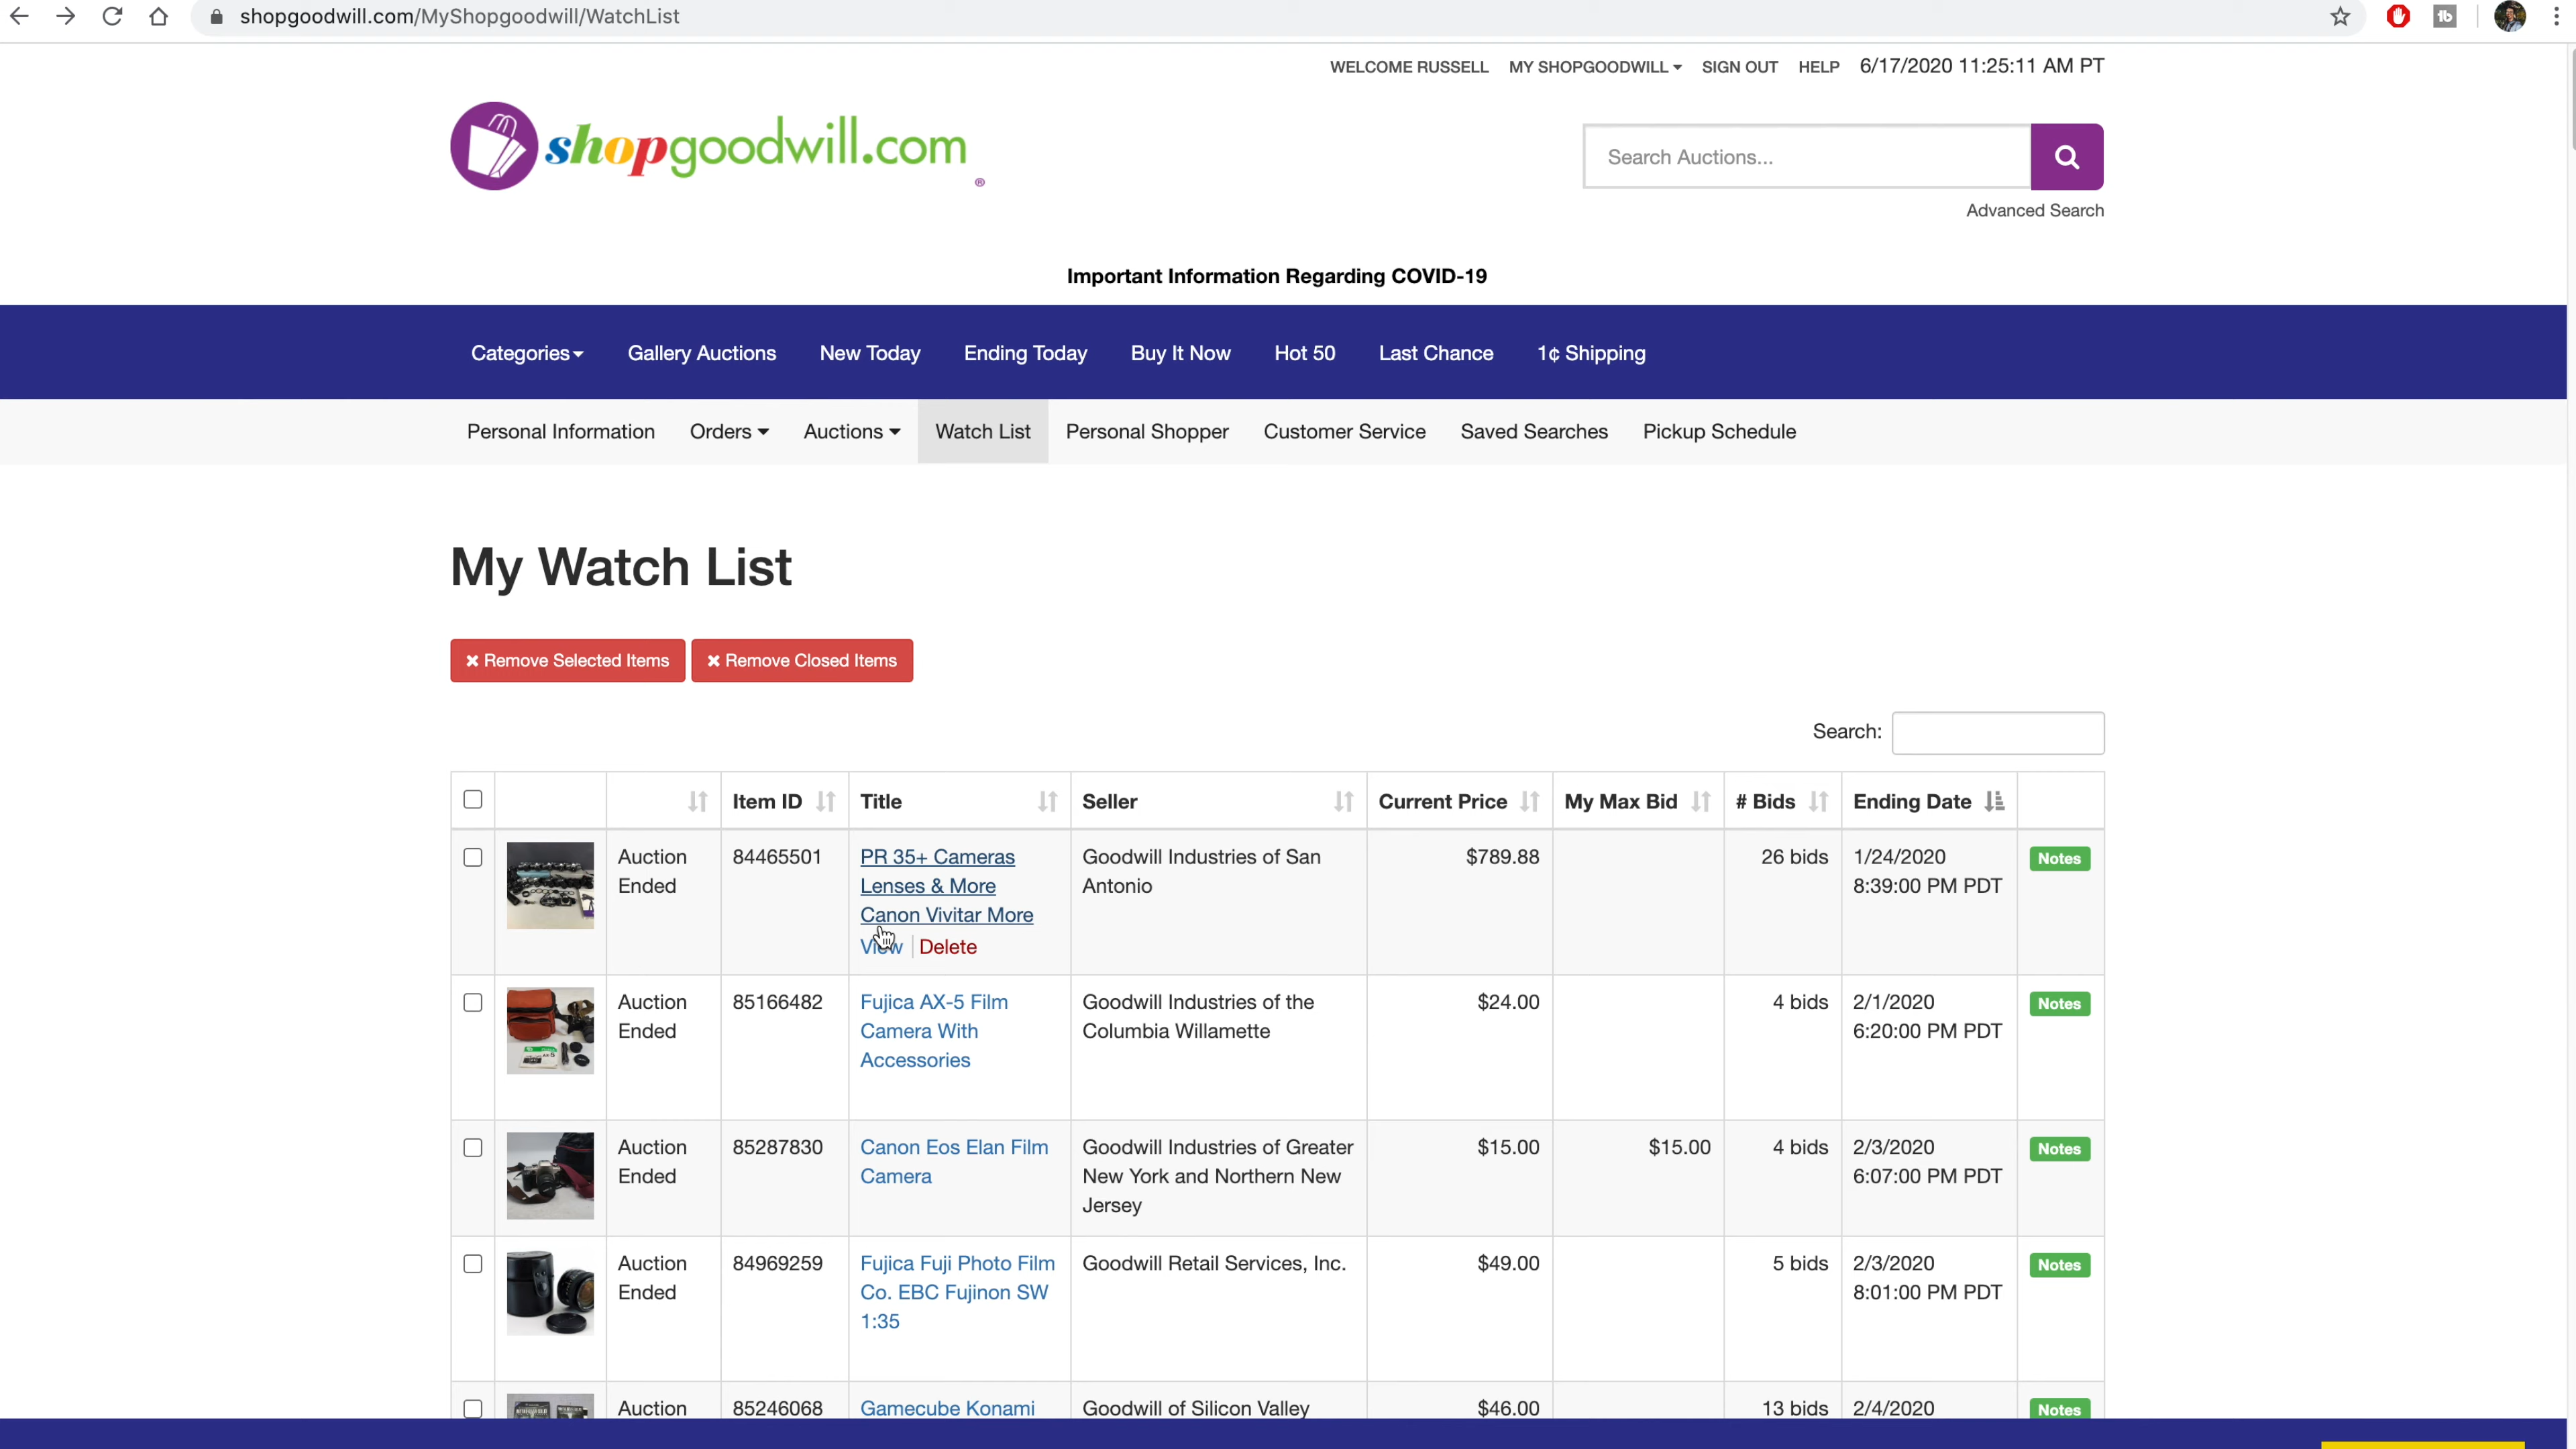 shopgoodwill.com/MyShopgoodwill/WatchList
WELCOME RUSSELL MY SHOPGOODWILL SIGN OUT HELP 6/17/2020 11:25:11 AM PT
shopgoodwill.com®
Search Auctions...
Advanced Search
Important Information Regarding COVID-19
Categories Gallery Auctions New Today Ending Today Buy It Now Hot 50 Last Chance 1¢ Shipping
Personal Information Orders Auctions Watch List Personal Shopper Customer Service Saved Searches Pickup Schedule
My Watch List
Remove Selected Items Remove Closed Items
Search:
Item ID Title Seller Current Price My Max Bid # Bids Ending Date
Auction 84465501 PR 35+ Cameras Goodwill Industries of San $789.88 26 bids 1/24/2020 Notes
Ended Lenses & More Antonio 8:39:00 PM PDT
Canon Vivitar More
View Delete
Auction 85166482 Fujica AX-5 Film Goodwill Industries of the $24.00 4 bids 2/1/2020 Notes
Ended Camera With Columbia Willamette 6:20:00 PM PDT
Accessories
Auction 85287830 Canon Eos Elan Film Goodwill Industries of Greater $15.00 $15.00 4 bids 2/3/2020 Notes
Ended Camera New York and Northern New 6:07:00 PM PDT
Jersey
Auction 84969259 Fujica Fuji Photo Film Goodwill Retail Services, Inc. $49.00 5 bids 2/3/2020 Notes
Ended Co. EBC Fujinon SW 8:01:00 PM PDT
1:35
Auction 85246068 Gamecube Konami Goodwill of Silicon Valley $46.00 13 bids 2/4/2020 Notes